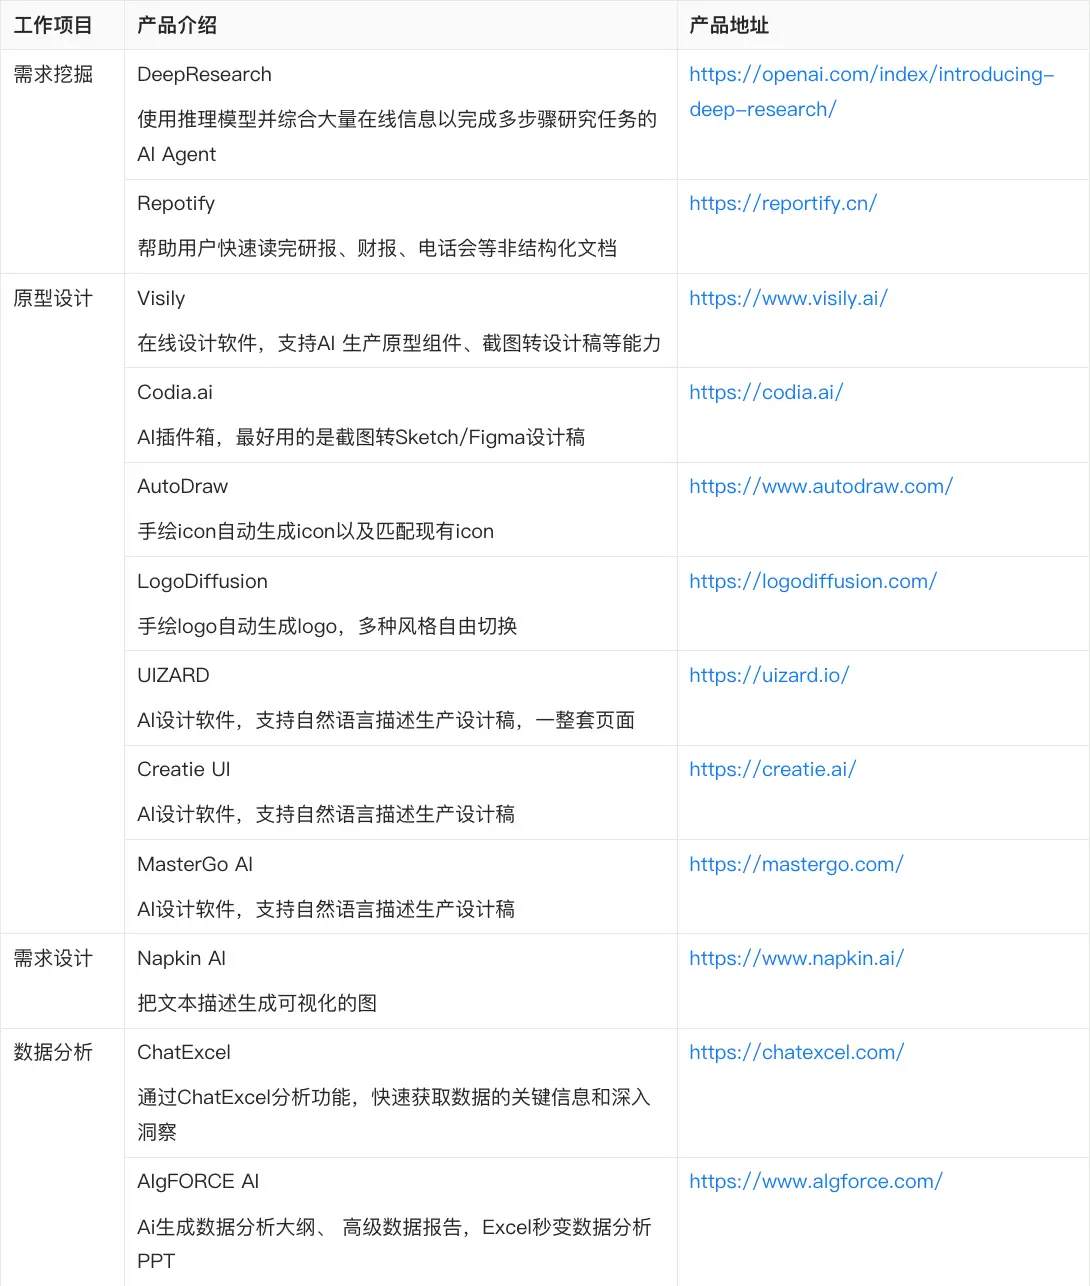 工作项目 产品介绍 产品地址
需求挖掘 DeepResearch https://openai.com/index/introducing-
deep-research/
使用推理模型并综合大量在线信息以完成多步骤研究任务的
AI Agent
Repotify https://reportify.cn/
帮助用户快速读完研报、财报、电话会等非结构化文档
原型设计 Visily https://www.visily.ai/
在线设计软件，支持AI 生产原型组件、截图转设计稿等能力
Codia.ai https://codia.ai/
AI插件箱，最好用的是截图转Sketch/Figma设计稿
AutoDraw https://www.autodraw.com/
手绘icon自动生成icon以及匹配现有icon
LogoDiffusion https://logodiffusion.com/
手绘logo自动生成logo，多种风格自由切换
UIZARD https://uizard.io/
AI设计软件，支持自然语言描述生产设计稿，一整套页面
Creatie UI https://creatie.ai/
AI设计软件，支持自然语言描述生产设计稿
MasterGo AI https://mastergo.com/
AI设计软件，支持自然语言描述生产设计稿
需求设计 Napkin AI https://www.napkin.ai/
把文本描述生成可视化的图
数据分析 ChatExcel https://chatexcel.com/
通过ChatExcel分析功能，快速获取数据的关键信息和深入
洞察
AlgFORCE AI https://www.algforce.com/
Ai生成数据分析大纲、 高级数据报告，Excel秒变数据分析
PPT